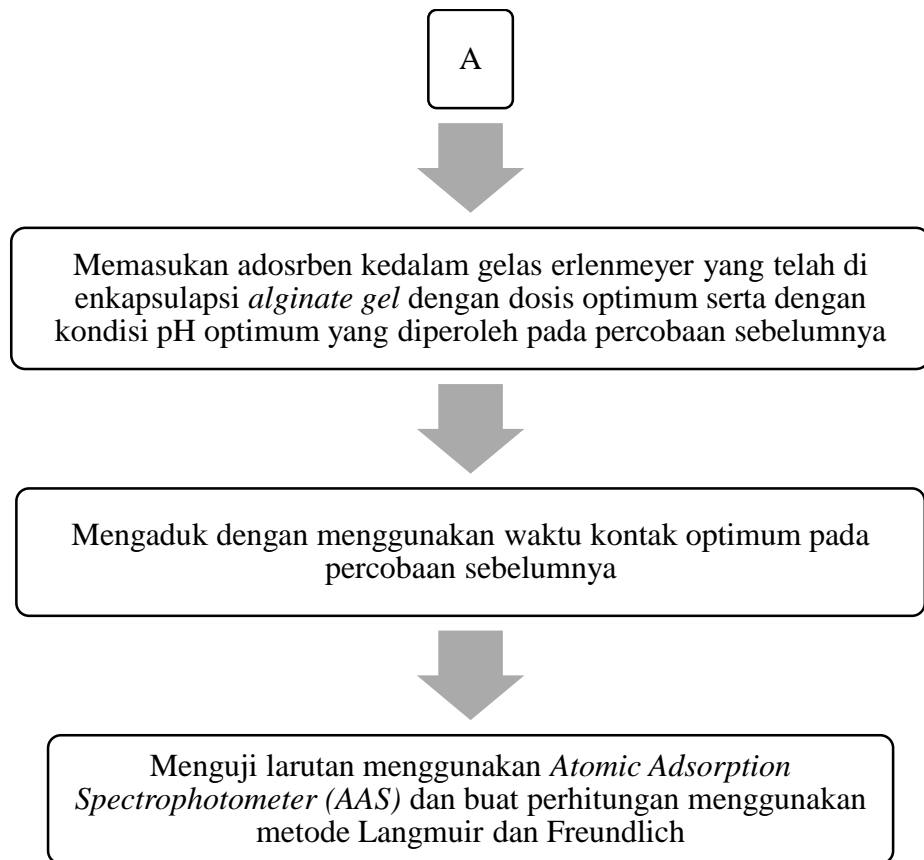 A
Memasukan adosrben kedalam gelas erlenmeyer yang telah di
enkapsulapsi alginate gel dengan dosis optimum serta dengan
kondisi pH optimum yang diperoleh pada percobaan sebelumnya
Mengaduk dengan menggunakan waktu kontak optimum pada
percobaan sebelumnya
Menguji larutan menggunakan Atomic Adsorption
Spectrophotometer (AAS) dan buat perhitungan menggunakan
metode Langmuir dan Freundlich